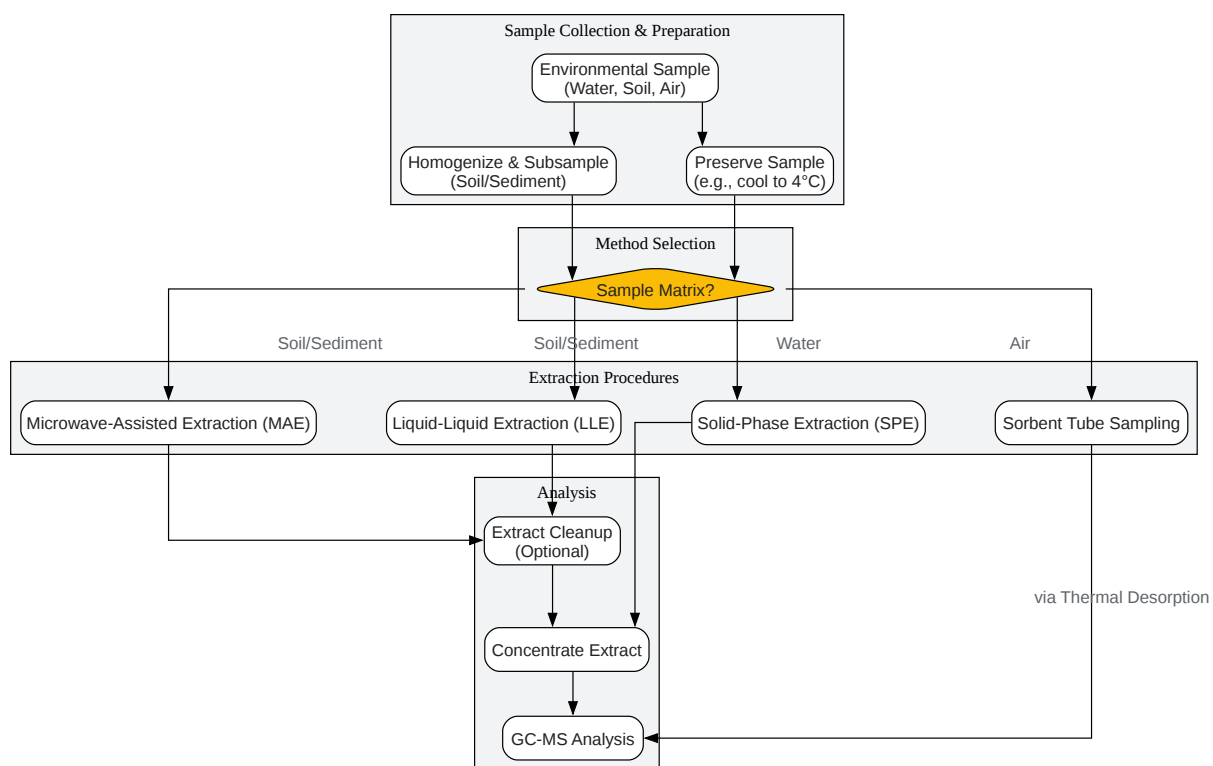 Sample Collection & Preparation
Environmental Sample
(Water, Soil, Air)
Homogenize & Subsample
(Soil/Sediment)
Preserve Sample
(e.g., cool to 4°C)
Method Selection
Sample Matrix?
Soil/Sediment
Soil/Sediment
Water
Air
Extraction Procedures
Microwave-Assisted Extraction (MAE)
Liquid-Liquid Extraction (LLE)
Solid-Phase Extraction (SPE)
Sorbent Tube Sampling
Analysis
Extract Cleanup
(Optional)
via Thermal Desorption
Concentrate Extract
GC-MS Analysis